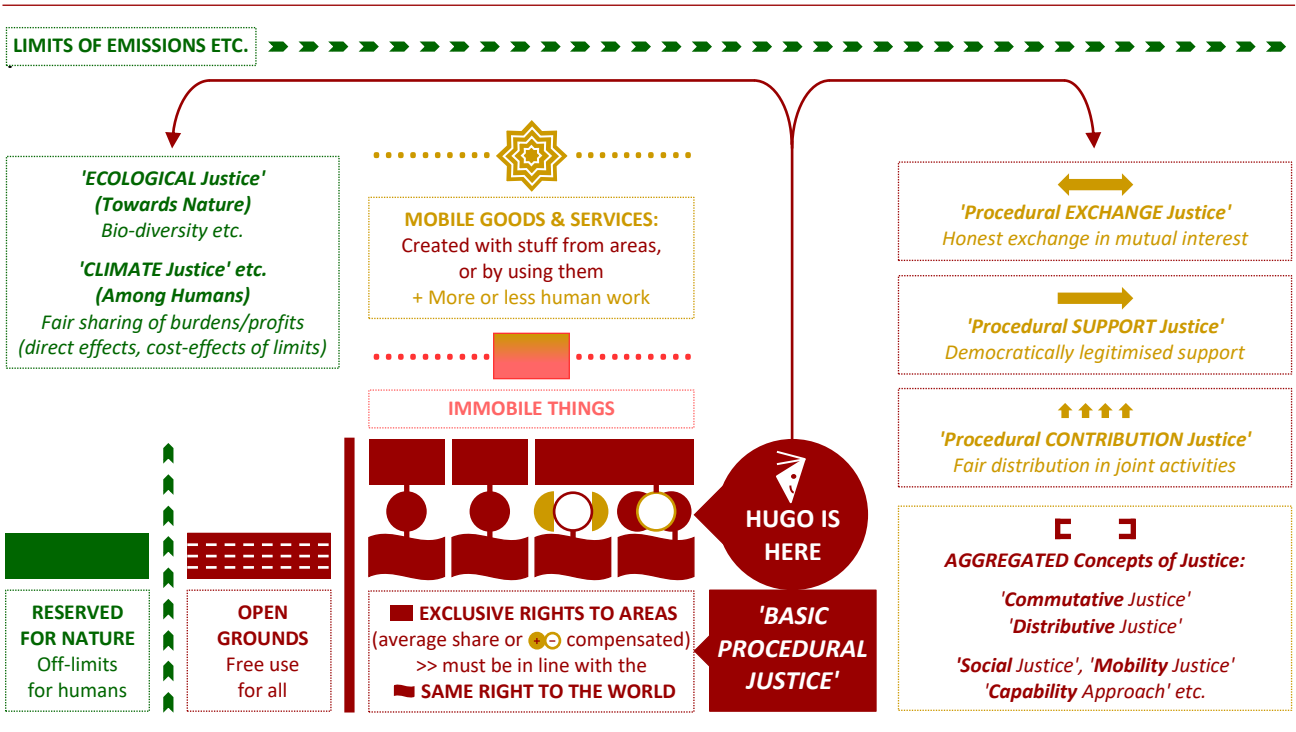 LIMITS OF EMISSIONS ETC.
'ECOLOGICAL Justice'
(Towards Nature)
Bio-diversity etc.
'CLIMATE Justice' etc.
(Among Humans)
Fair sharing of burdens/profits
(direct effects, cost-effects of limits)
MOBILE GOODS & SERVICES:
Created with stuff from areas,
or by using them
+ More or less human work
IMMOBILE THINGS
'Procedural EXCHANGE Justice'
Honest exchange in mutual interest
'Procedural SUPPORT Justice'
Democratically legitimised support
'Procedural CONTRIBUTION Justice'
Fair distribution in joint activities
HUGO IS
HERE
RESERVED
FOR NATURE
Off-limits
for humans
OPEN
GROUNDS
Free use
for all
EXCLUSIVE RIGHTS TO AREAS
(average share or + − compensated)
>> must be in line with the
SAME RIGHT TO THE WORLD
'BASIC
PROCEDURAL
JUSTICE'
AGGREGATED Concepts of Justice:
'Commutative Justice'
'Distributive Justice'
'Social Justice', 'Mobility Justice'
'Capability Approach' etc.